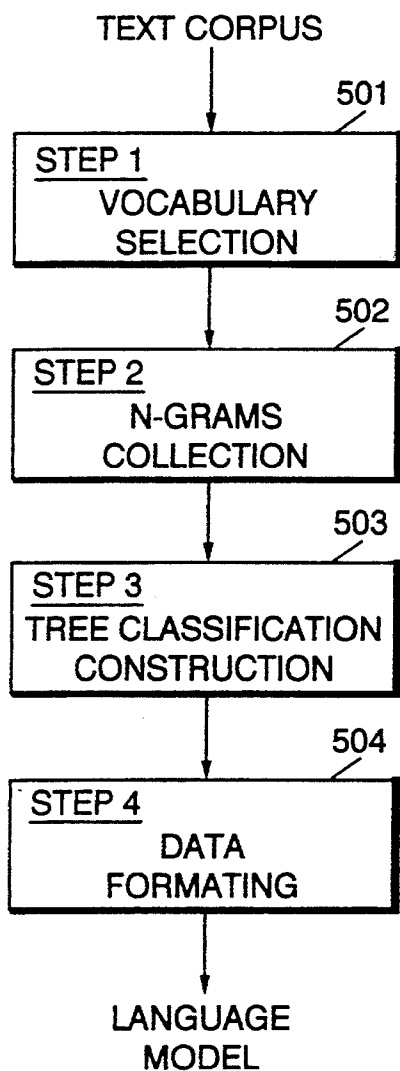 TEXT CORPUS
501
STEP 1
VOCABULARY
SELECTION
502
STEP 2
N-GRAMS
COLLECTION
503
STEP 3
TREE CLASSIFICATION
CONSTRUCTION
504
STEP 4
DATA
FORMATING
LANGUAGE
MODEL